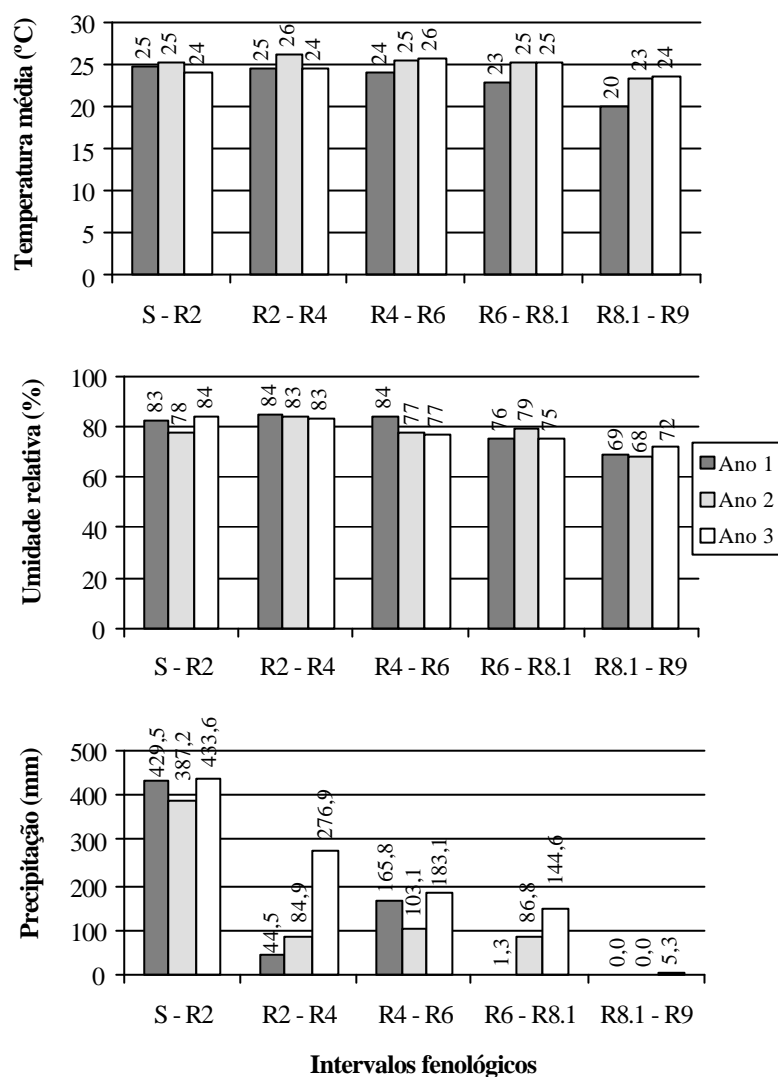 Temperatura média (ºC)
30
25
20
15
10
5
0
25 25 24
25 26 24
24 25 26
23 25 25
20 23 24
S - R2 R2 - R4 R4 - R6 R6 - R8.1 R8.1 - R9
Umidade relativa (%)
100
80
60
40
20
0
83 78 84
84 83 83
84 77 77
76 79 75
69 68 72
S - R2 R2 - R4 R4 - R6 R6 - R8.1 R8.1 - R9
Ano 1
Ano 2
Ano 3
Precipitação (mm)
500
400
300
200
100
0
429,5 387,2 433,6
44,5 84,9 276,9
165,8 103,1 183,1
1,3 86,8 144,6
0,0 0,0 5,3
S - R2 R2 - R4 R4 - R6 R6 - R8.1 R8.1 - R9
Intervalos fenológicos